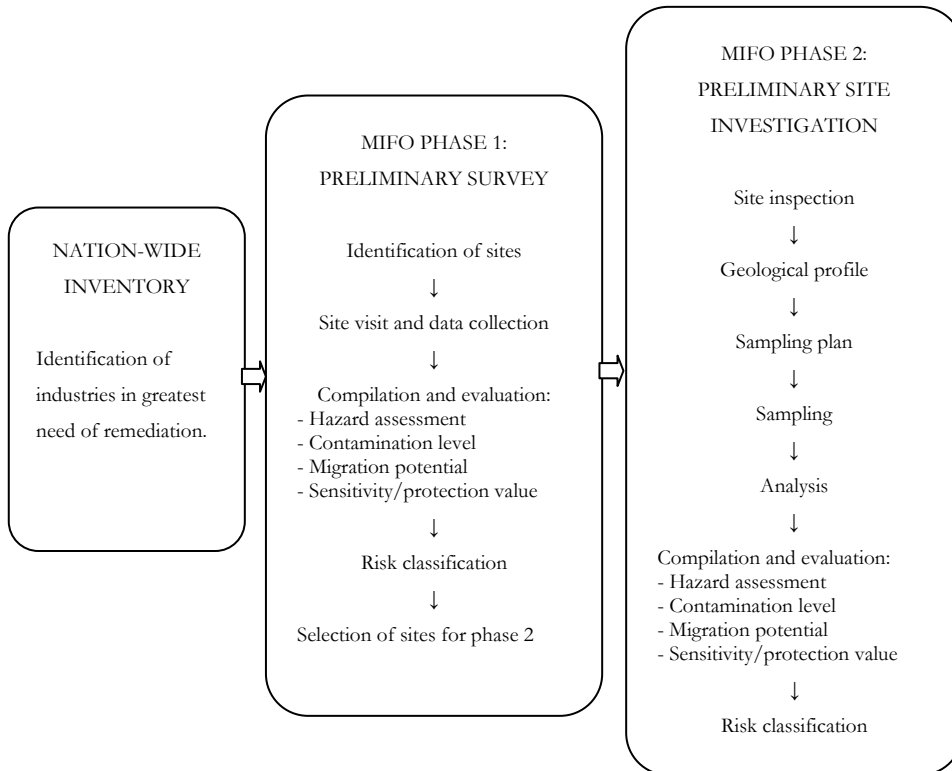 NATION-WIDE
INVENTORY
Identification of
industries in greatest
need of remediation.
MIFO PHASE 1:
PRELIMINARY SURVEY
Identification of sites
↓
Site visit and data collection
↓
Compilation and evaluation:
- Hazard assessment
- Contamination level
- Migration potential
- Sensitivity/protection value
↓
Risk classification
↓
Selection of sites for phase 2
MIFO PHASE 2:
PRELIMINARY SITE
INVESTIGATION
Site inspection
↓
Geological profile
↓
Sampling plan
↓
Sampling
↓
Analysis
↓
Compilation and evaluation:
- Hazard assessment
- Contamination level
- Migration potential
- Sensitivity/protection value
↓
Risk classification